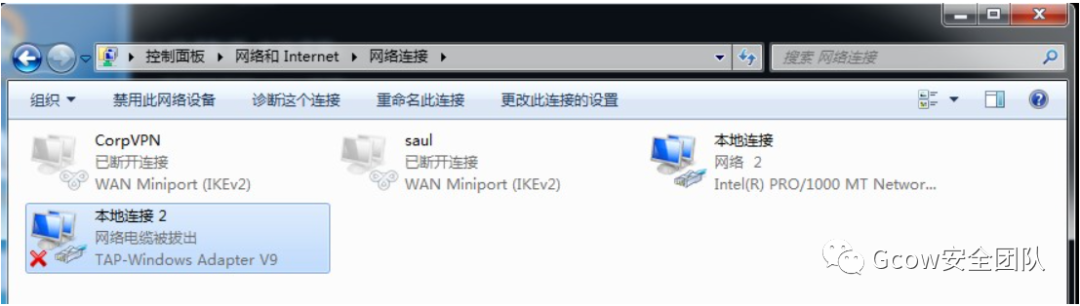 控制面板 网络和 Internet 网络连接 搜索 网络连接
组织 禁用此网络设备 诊断这个连接 重命名此连接 更改此连接的设置
CorpVPN
已断开连接
WAN Miniport (IKEv2)
saul
已断开连接
WAN Miniport (IKEv2)
本地连接
网络 2
Intel(R) PRO/1000 MT Networ...
本地连接 2
网络电缆被拔出
TAP-Windows Adapter V9
Gcow安全团队